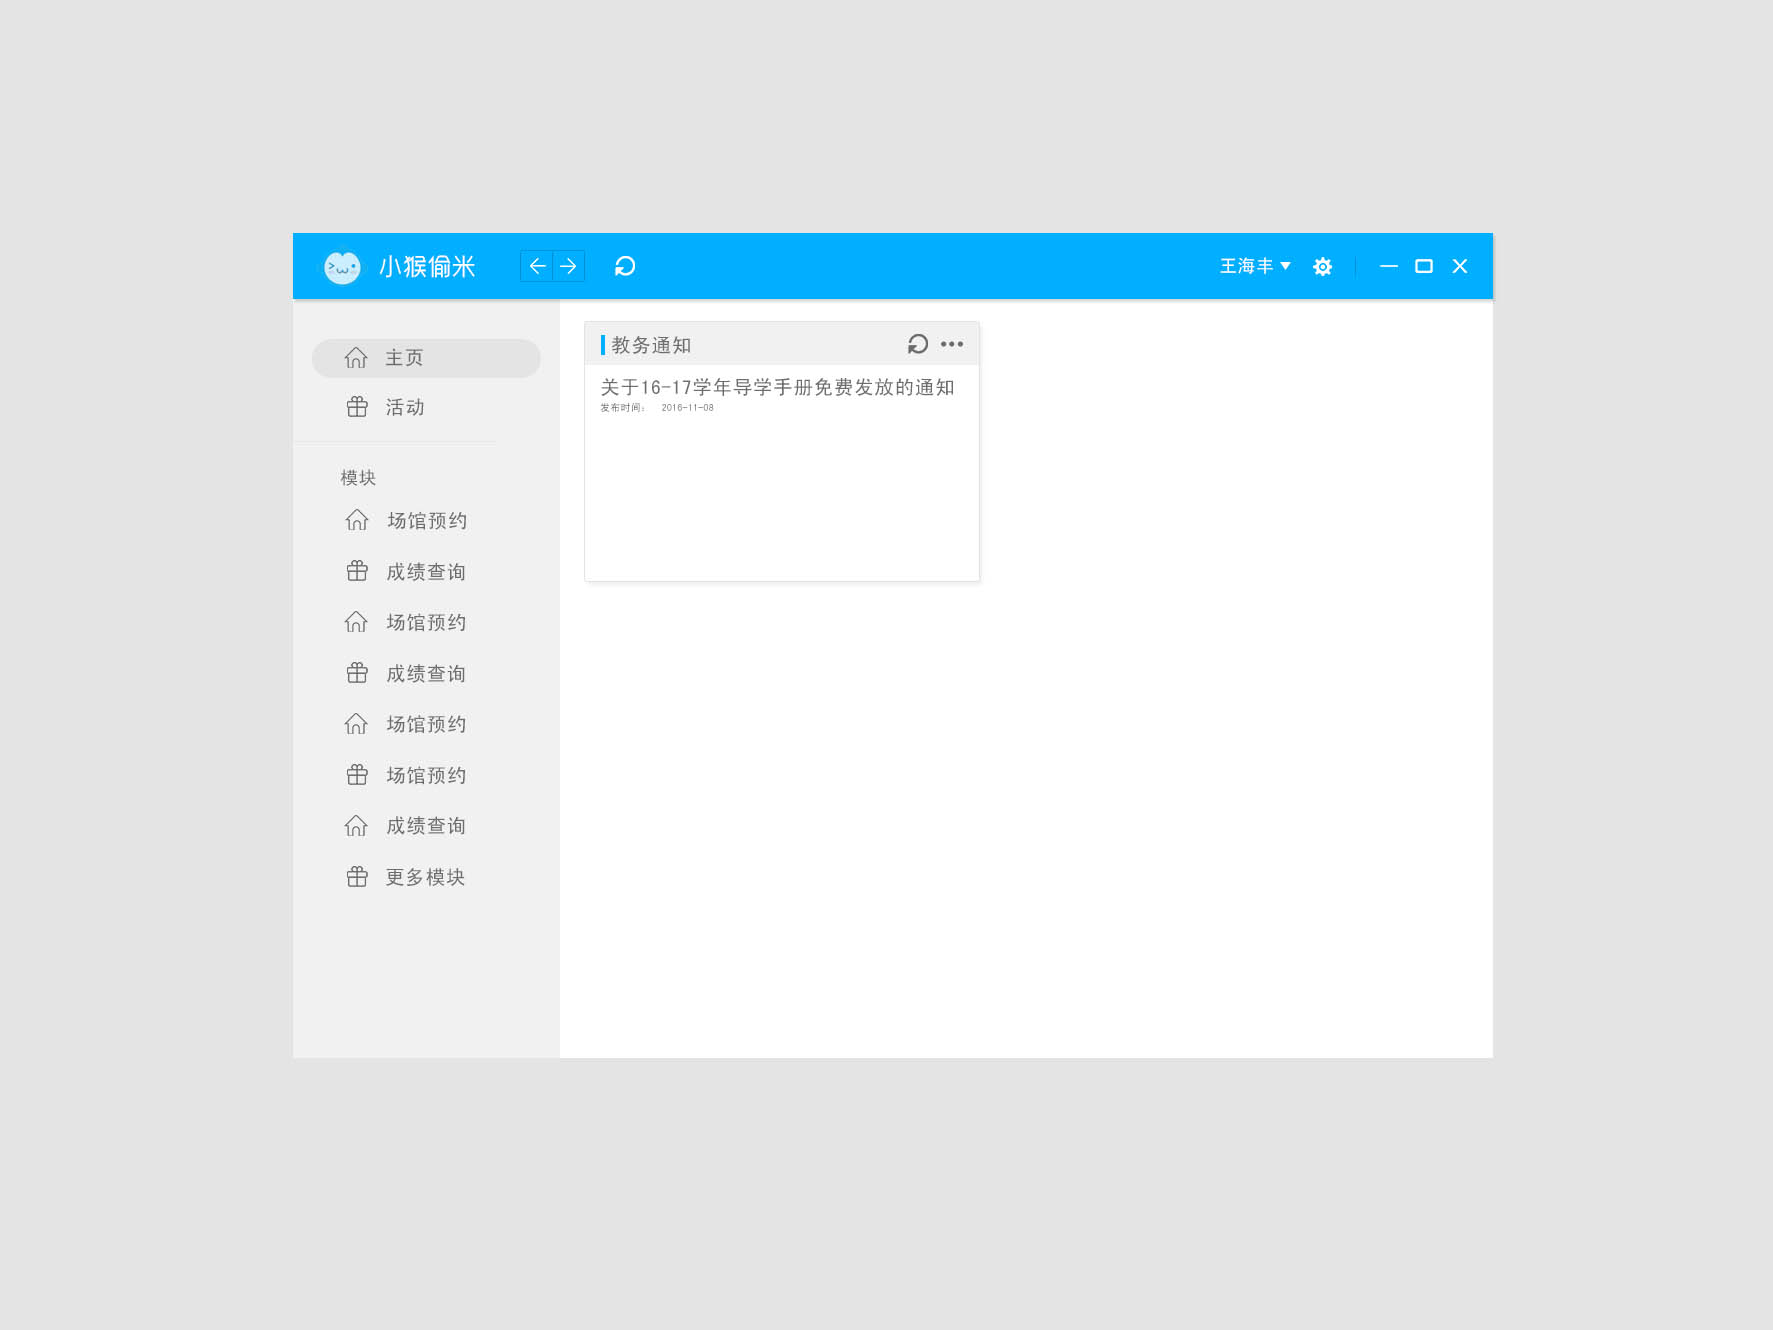 小猴偷米
王海丰
主页
活动
模块
场馆预约
成绩查询
场馆预约
成绩查询
场馆预约
场馆预约
成绩查询
更多模块
教务通知
关于16-17学年导学手册免费发放的通知
发布时间： 2016-11-08